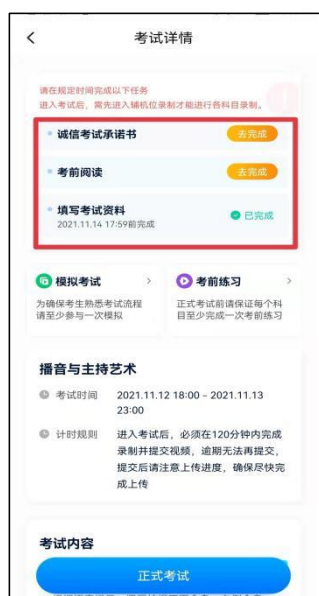 考试详情
请在规定时间完成以下任务
进入考试后，需先进入辅机位录制才能进行各科目录制。
诚信考试承诺书 去完成
考前阅读 去完成
填写考试资料 已完成
2021.11.14 17:59前完成
模拟考试
为确保考生熟悉考试流程
请至少参与一次模拟
考前练习
正式考试前请保证每个科
目至少完成一次考前练习
播音与主持艺术
考试时间 2021.11.12 18:00 – 2021.11.13
23:00
计时规则 进入考试后，必须在120分钟内完成
录制并提交视频，逾期无法再提交，
提交后请注意上传进度，确保尽快完
成上传
考试内容
正式考试